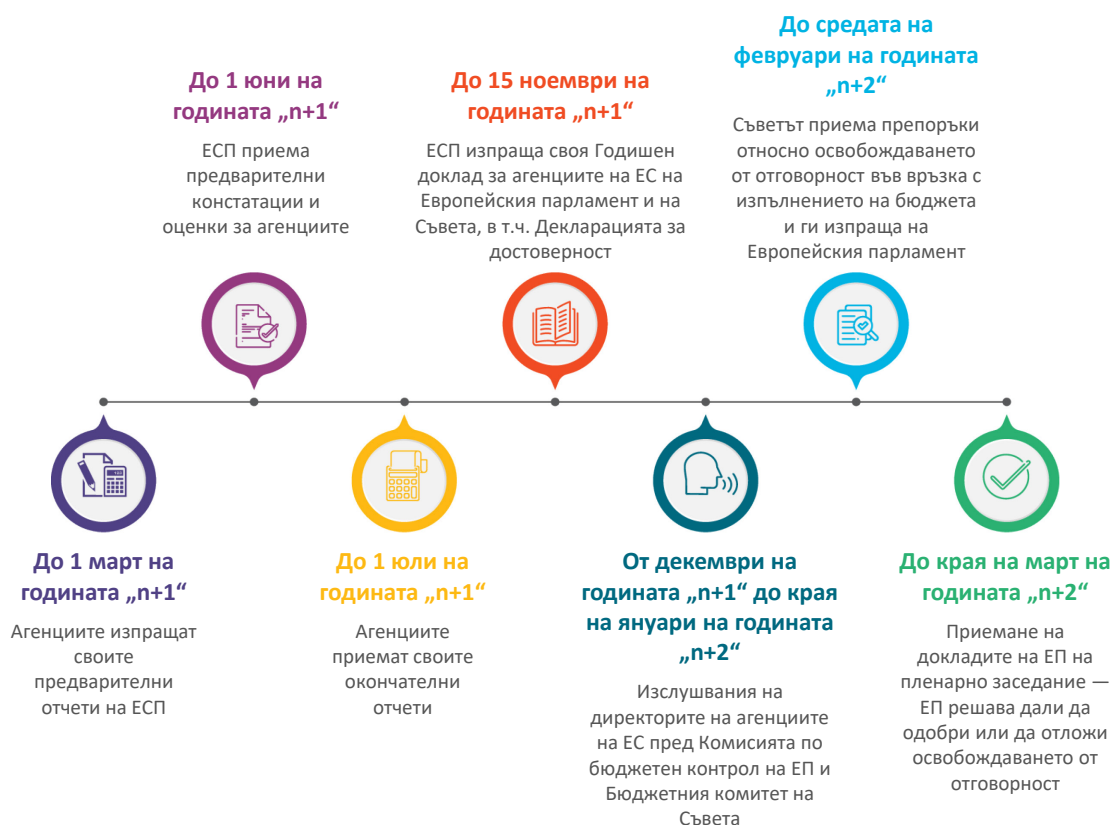 До 1 март на
годината „n+1“
Агенциите изпращат
своите
предварителни
отчети на ЕСП
До 1 юни на
годината „n+1“
ЕСП приема
предварителни
констатации и
оценки за агенциите
До 1 юли на
годината „n+1“
Агенциите
приемат своите
окончателни
отчети
До 15 ноември на
годината „n+1“
ЕСП изпраща своя Годишен
доклад за агенциите на ЕС на
Европейския парламент и на
Съвета, в т.ч. Декларацията за
достоверност
От декември на
годината „n+1“ до края
на януари на годината
„n+2“
Изслушвания на
директорите на агенциите
на ЕС пред Комисията по
бюджетен контрол на ЕП и
Бюджетния комитет на
Съвета
До средата на
февруари на годината
„n+2“
Съветът приема препоръки
относно освобождаването
от отговорност във връзка с
изпълнението на бюджета
и ги изпраща на
Европейския парламент
До края на март на
годината „n+2“
Приемане на
докладите на ЕП на
пленарно заседание —
ЕП решава дали да
одобри или да отложи
освобождаването от
отговорност